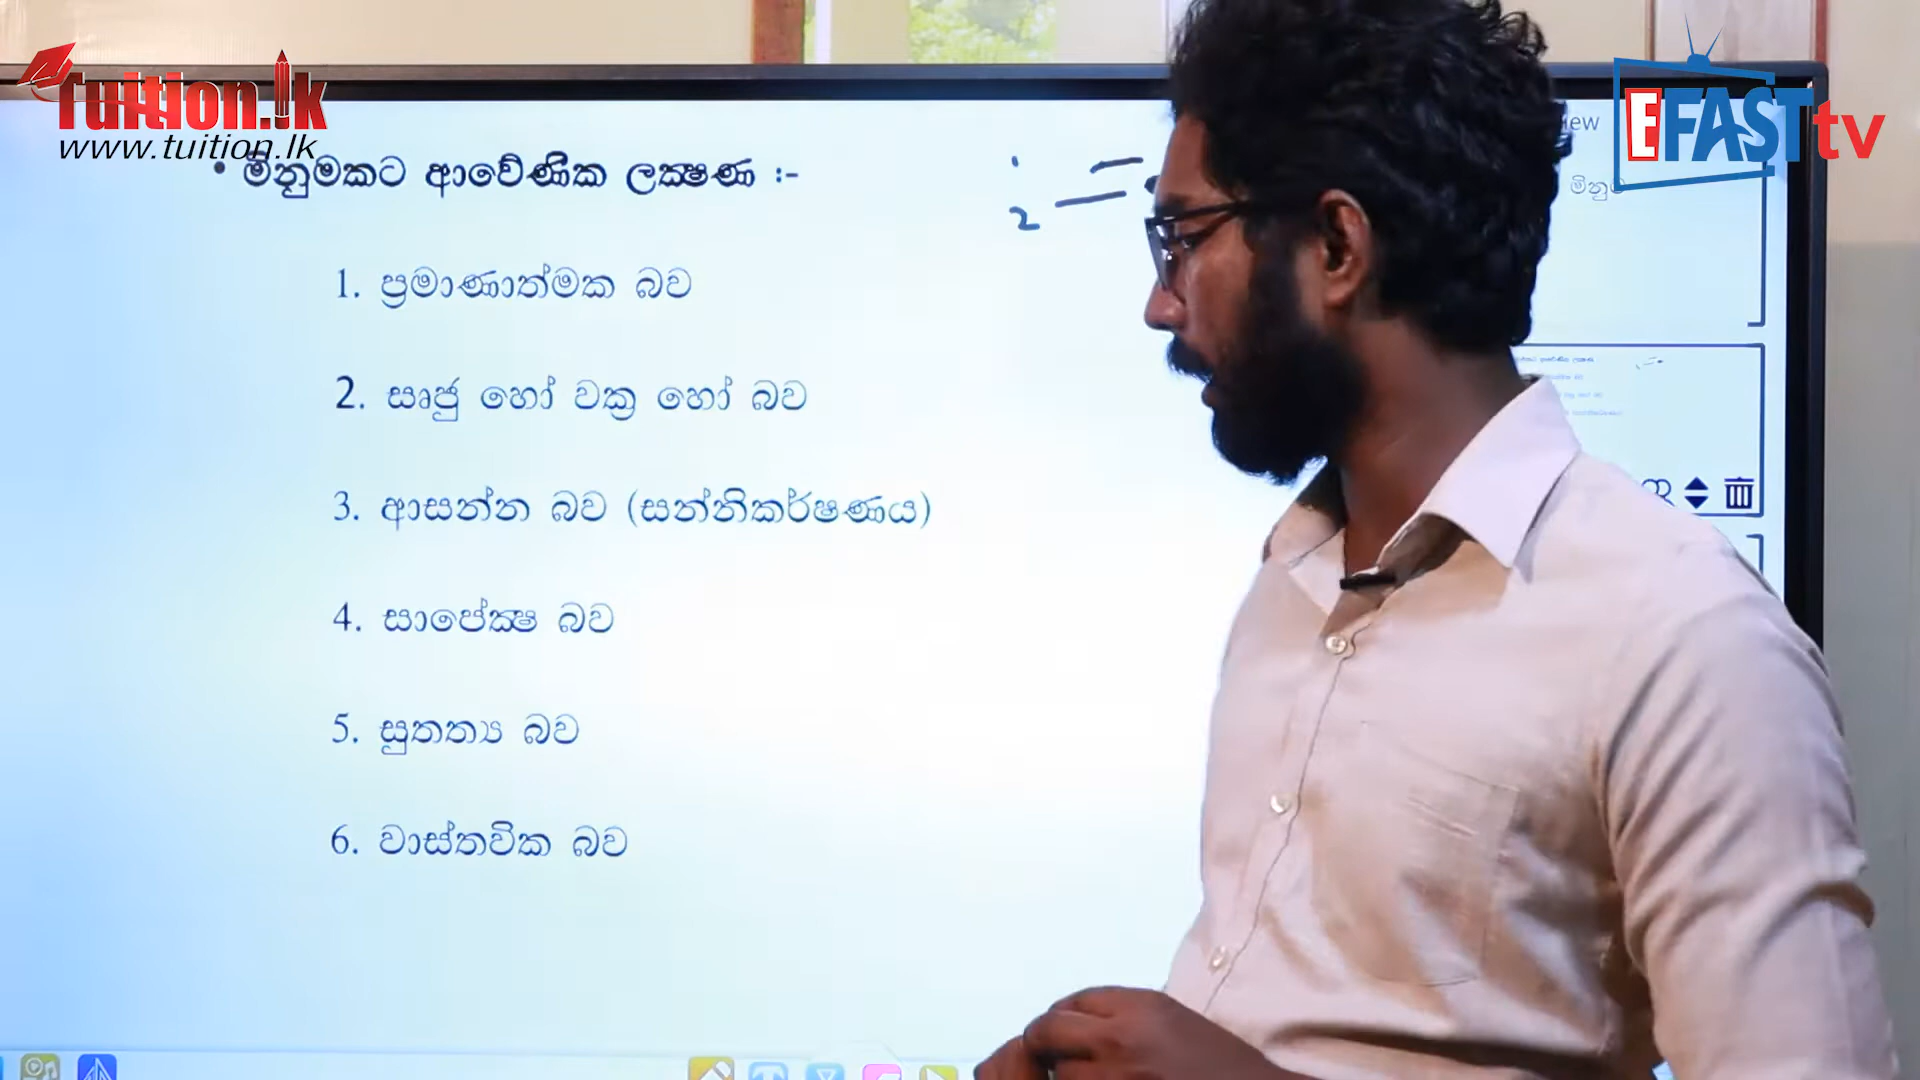 Tuition.lk
www.tuition.lk
EFAST tv
• මිනුමකට ආවේණික ලක්‍ෂණ :-
1. ප්‍රමාණාත්මක බව
2. සෘජු හෝ වක්‍ර හෝ බව
3. ආසන්න බව (සන්නිකර්ෂණය)
4. සාපේක්‍ෂ බව
5. සුතත්‍ය බව
6. වාස්තවික බව
2